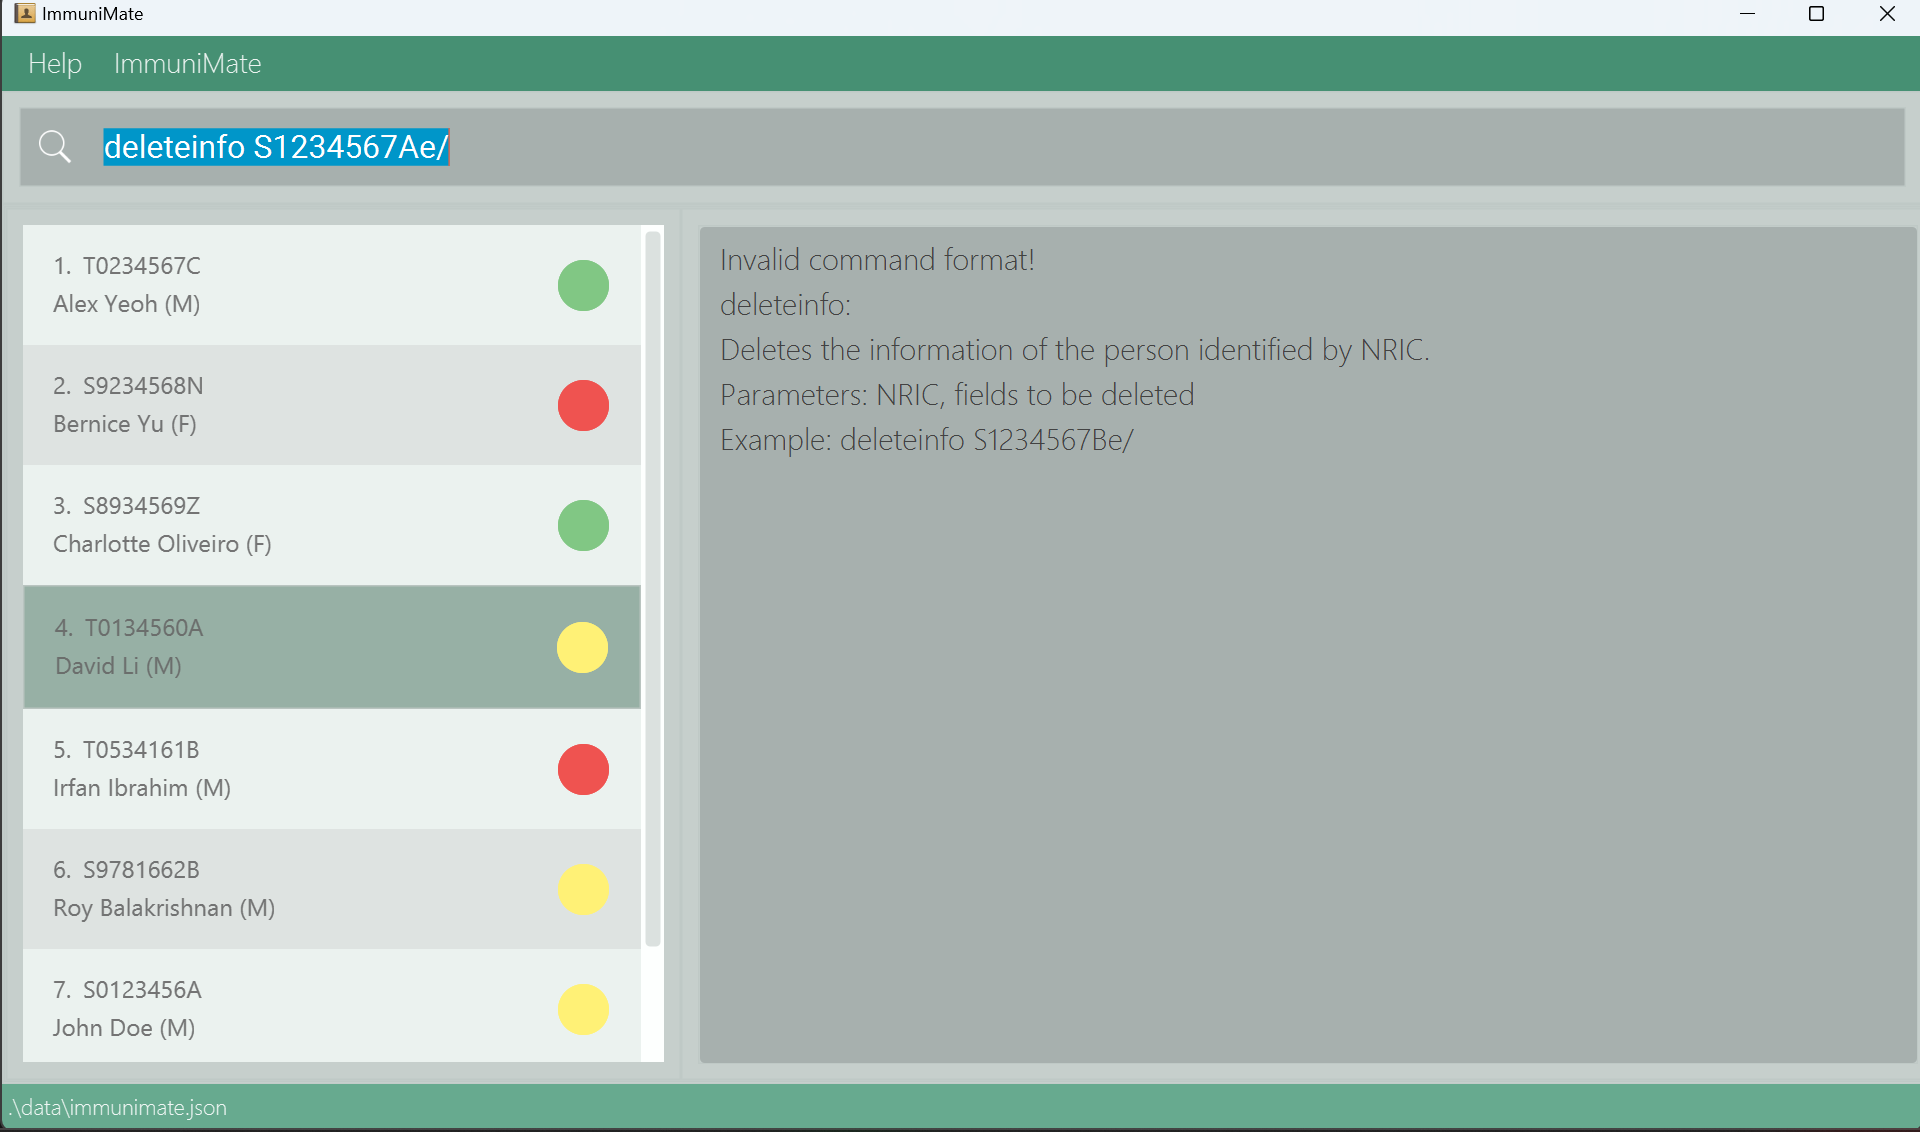 ImmuniMate
Help ImmuniMate
deleteinfo S1234567Ae/
1. T0234567C
Alex Yeoh (M)
2. S9234568N
Bernice Yu (F)
3. S8934569Z
Charlotte Oliveiro (F)
4. T0134560A
David Li (M)
5. T0534161B
Irfan Ibrahim (M)
6. S9781662B
Roy Balakrishnan (M)
7. S0123456A
John Doe (M)
Invalid command format!
deleteinfo:
Deletes the information of the person identified by NRIC.
Parameters: NRIC, fields to be deleted
Example: deleteinfo S1234567Be/
.\data\immunimate.json